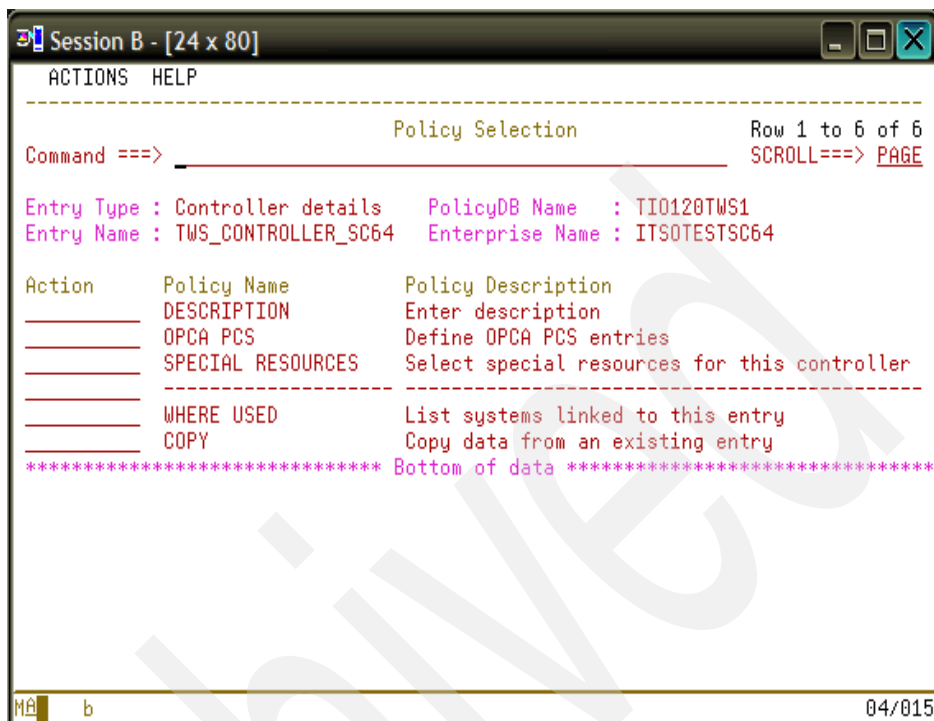 Session B - [24 x 80]
ACTIONS HELP
--------------------------------------------------------------------------------
Policy Selection Row 1 to 6 of 6
Command ===> SCROLL===> PAGE
Entry Type : Controller details PolicyDB Name : TIO120TWS1
Entry Name : TWS_CONTROLLER_SC64 Enterprise Name : ITSOTESTSC64
Action Policy Name Policy Description
DESCRIPTION Enter description
OPCA PCS Define OPCA PCS entries
SPECIAL RESOURCES Select special resources for this controller
-------------------- ---------------------------------------------
WHERE USED List systems linked to this entry
COPY Copy data from an existing entry
******************************* Bottom of data ********************************
MA b 04/015